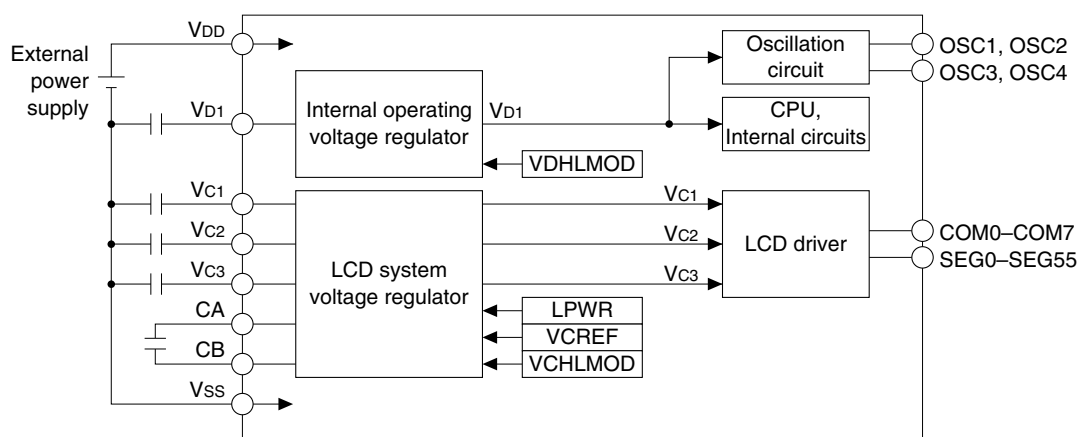 External
power
supply
VDD
VD1
VC1
VC2
VC3
CA
CB
VSS
Internal operating
voltage regulator
VD1
VDHLMOD
Oscillation
circuit
CPU,
Internal circuits
OSC1, OSC2
OSC3, OSC4
LCD system
voltage regulator
VC1
VC2
VC3
LPWR
VCREF
VCHLMOD
LCD driver
COM0–COM7
SEG0–SEG55